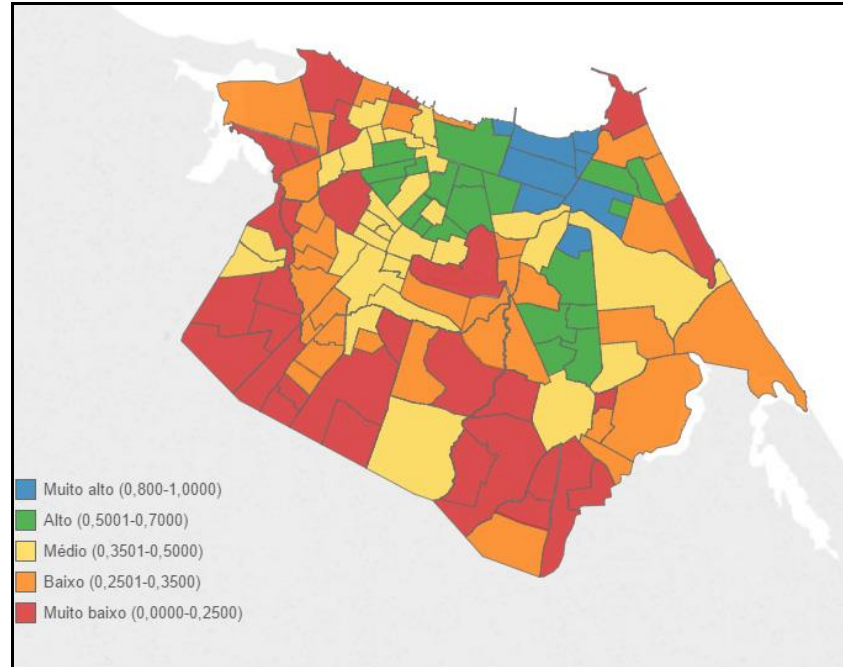 Muito alto (0,800-1,0000)
Alto (0,5001-0,7000)
Médio (0,3501-0,5000)
Baixo (0,2501-0,3500)
Muito baixo (0,0000-0,2500)